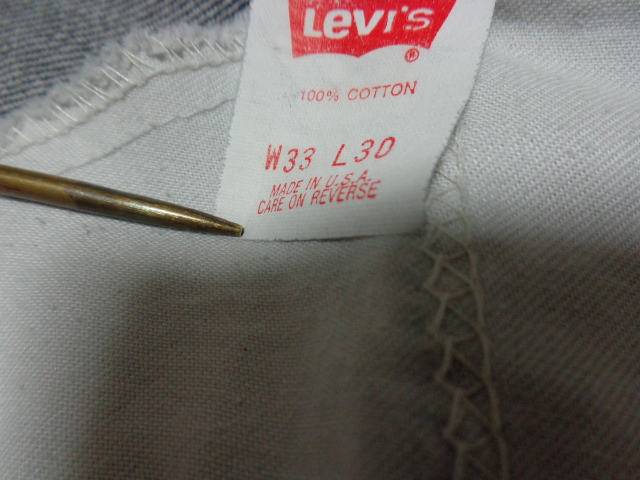 Levi's
®
100% COTTON
W33 L30
MADE IN U.S.A.
CARE ON REVERSE